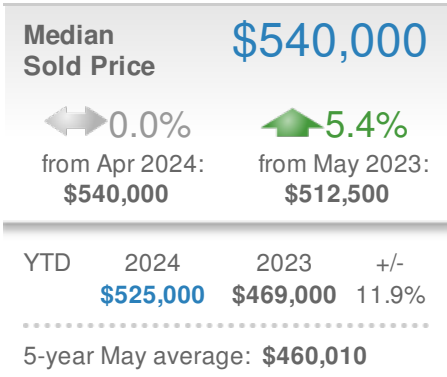 Median $540,000
Sold Price
0.0% 5.4%
from Apr 2024: from May 2023:
$540,000 $512,500
YTD 2024 2023 +/-
$525,000 $469,000 11.9%
5-year May average: $460,010